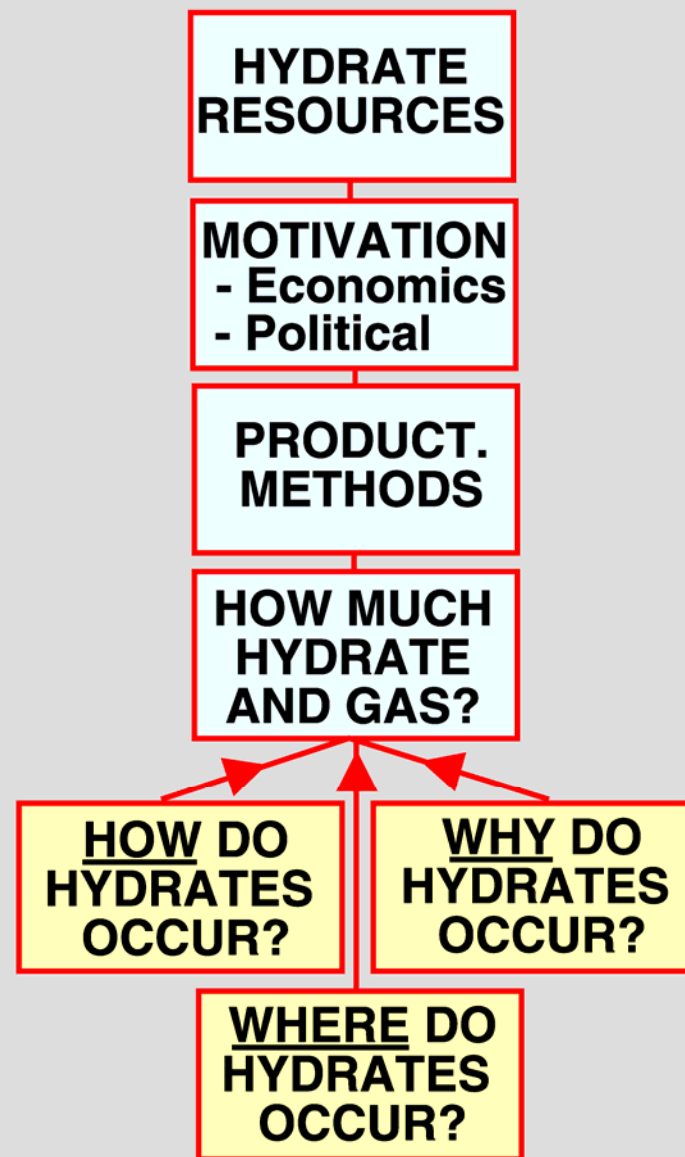 HYDRATE
RESOURCES
MOTIVATION
- Economics
- Political
PRODUCT.
METHODS
HOW MUCH
HYDRATE
AND GAS?
HOW DO
HYDRATES
OCCUR?
WHY DO
HYDRATES
OCCUR?
WHERE DO
HYDRATES
OCCUR?